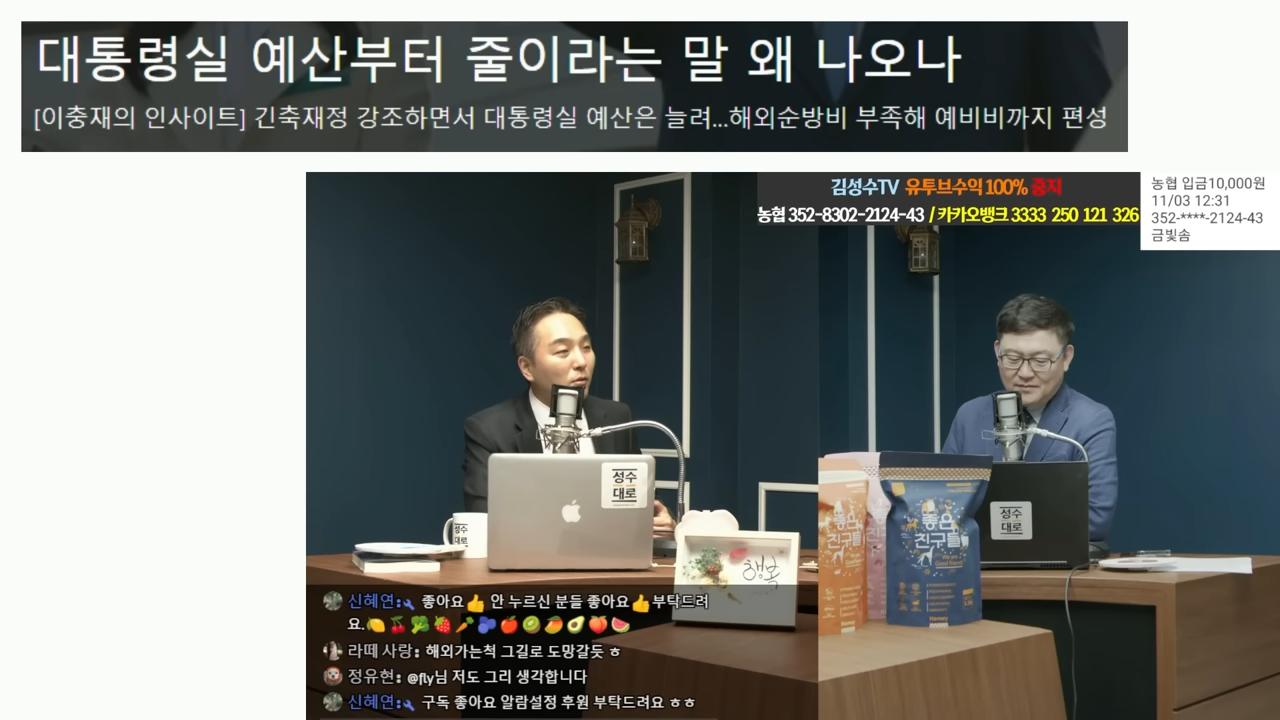 대통령실 예산부터 줄이라는 말 왜 나오나
[이충재의 인사이트] 긴축재정 강조하면서 대통령실 예산은 늘려...해외순방비 부족해 예비비까지 편성
김성수TV 유투브수익 100% 중지
농협 352-8302-2124-43 / 카카오뱅크 3333 250 121 326
농협 입금10,000원
11/03 12:31
352-****-2124-43
금빛솜
성수
대로
성수
대로
행복
좋은
친구들
We are
Good friend
좋은
친구들
성수
대로
신혜연: 좋아요👍 안 누르신 분들 좋아요👍부탁드려
요.🍋🍒🥦🍓🥕🫐🍎🥝🥭🥑🍑🍉
라떼 사랑: 해외가는척 그길로 도망갈듯 ㅎ
정유현: @fly님 저도 그리 생각합니다
신혜연: 구독 좋아요 알람설정 후원 부탁드려요 ㅎㅎ